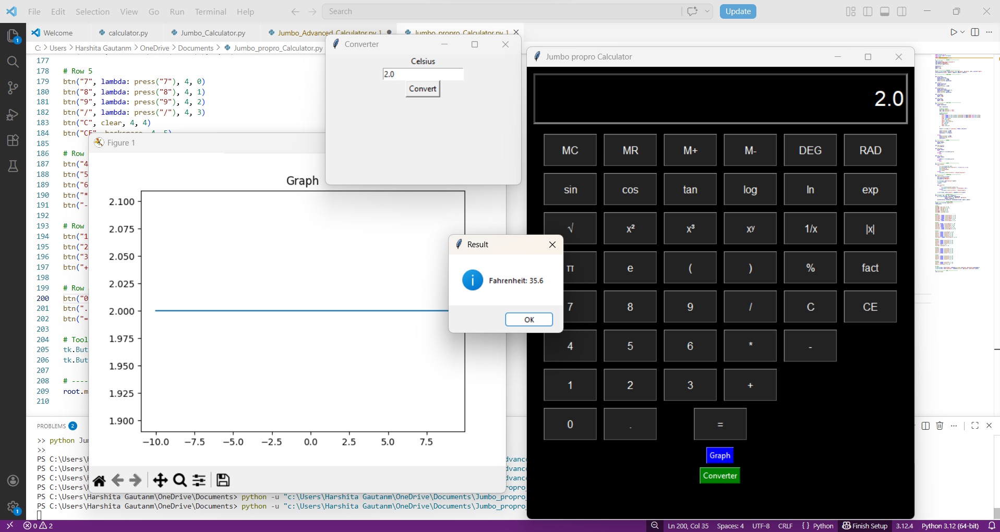 File Edit Selection View Go Run Terminal Help
Search
Update
Welcome
calculator.py
Jumbo_Calculator.py
Jumbo_Advanced_Calculator.py 1
Jumbo_propro_Calculator.py 1
C: > Users > Harshita Gautanm > OneDrive > Documents > Jumbo_propro_Calculator.py
177
178 # Row 5
179 btn("7", lambda: press("7"), 4, 0)
180 btn("8", lambda: press("8"), 4, 1)
181 btn("9", lambda: press("9"), 4, 2)
182 btn("/", lambda: press("/"), 4, 3)
183 btn("C", clear, 4, 4)
184 btn("CE", backspace, 4, 5)
185
186 # Row
187 btn("4
188 btn("5
189 btn("6
190 btn("*
191 btn("-
192
193 # Row
194 btn("1
195 btn("2
196 btn("3
197 btn("+
198
199 # Row
200 btn("0
201 btn(".
202 btn("=
203
204 # Tool
205 tk.But
206 tk.But
207
208 # ----
209 root.m
210
Converter
Celsius
2.0
Convert
Figure 1
Graph
2.100
2.075
2.050
2.025
2.000
1.975
1.950
1.925
1.900
−10.0 −7.5 −5.0 −2.5 0.0 2.5 5.0 7.5
Result
Fahrenheit: 35.6
OK
Jumbo propro Calculator
2.0
MC MR M+ M- DEG RAD
sin cos tan log ln exp
√ x² x³ xʸ 1/x |x|
π e ( ) % fact
7 8 9 / C CE
4 5 6 * -
1 2 3 +
0 . =
Graph
Converter
PROBLEMS 2
>> python Ju
>>
PS C:\Users\H
dvance
PS C:\Users\H
dvance
PS C:\Users\H
dvance
PS C:\Users\H
ropro_
PS C:\Users\Harshita Gautanm\OneDrive\Documents> python -u "c:\Users\Harshita Gautanm\OneDrive\Documents\Jumbo_propro_
PS C:\Users\Harshita Gautanm\OneDrive\Documents> python -u "c:\Users\Harshita Gautanm\OneDrive\Documents\Jumbo_propro_
0 2 Ln 200, Col 35 Spaces: 4 UTF-8 CRLF { } Python Finish Setup 3.12.4 Python 3.12 (64-bit)